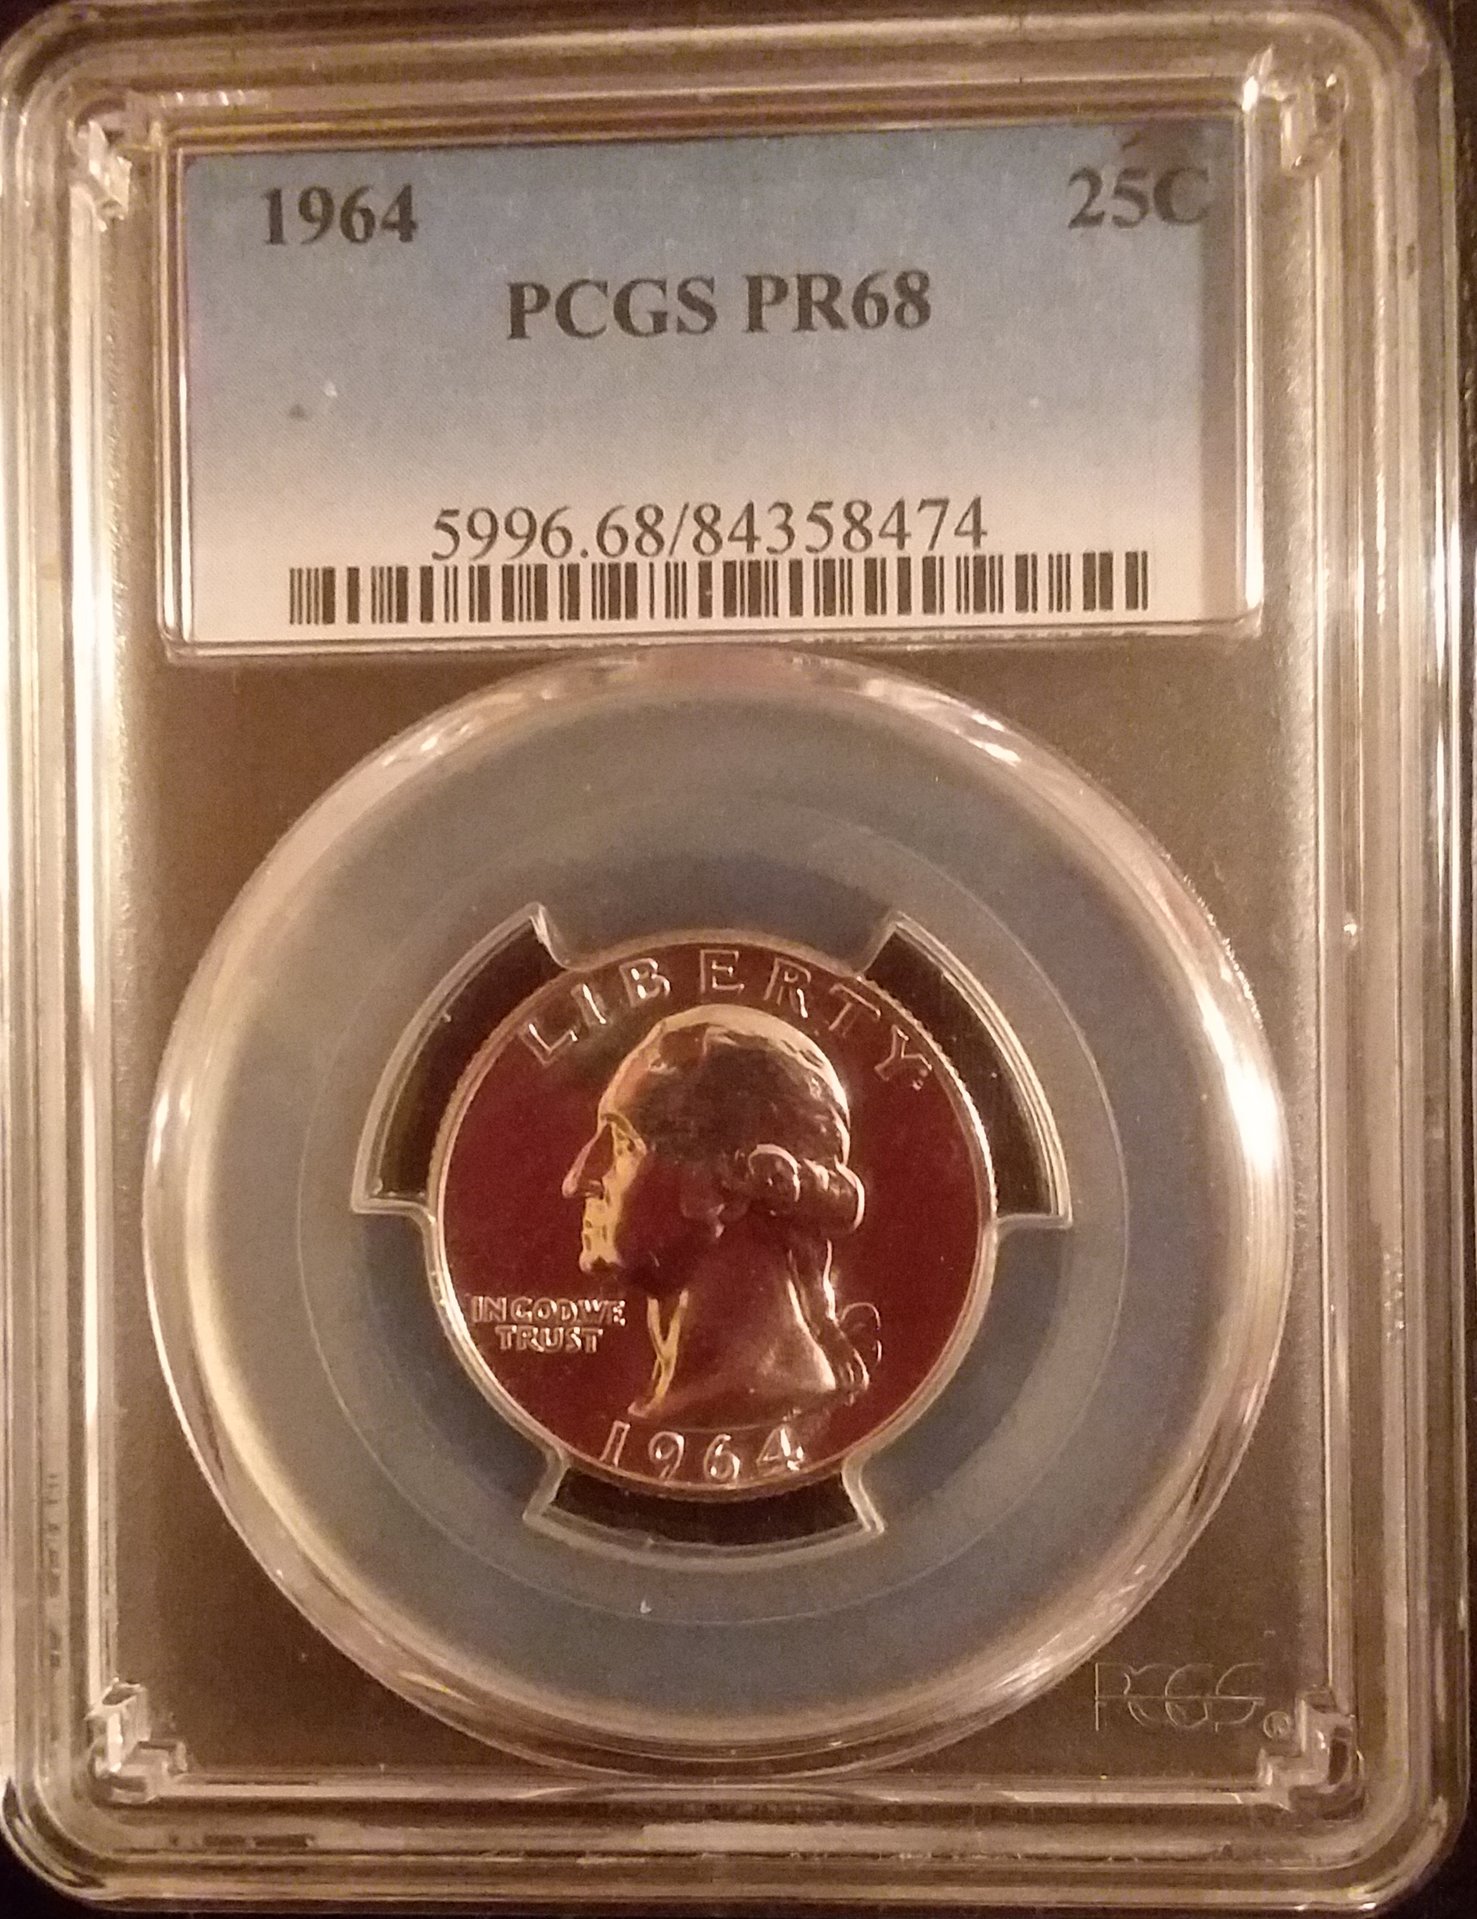 1964 25C
PCGS PR68
5996.68/84358474
LIBERTY
IN GOD WE
TRUST
1964
PCGS ®